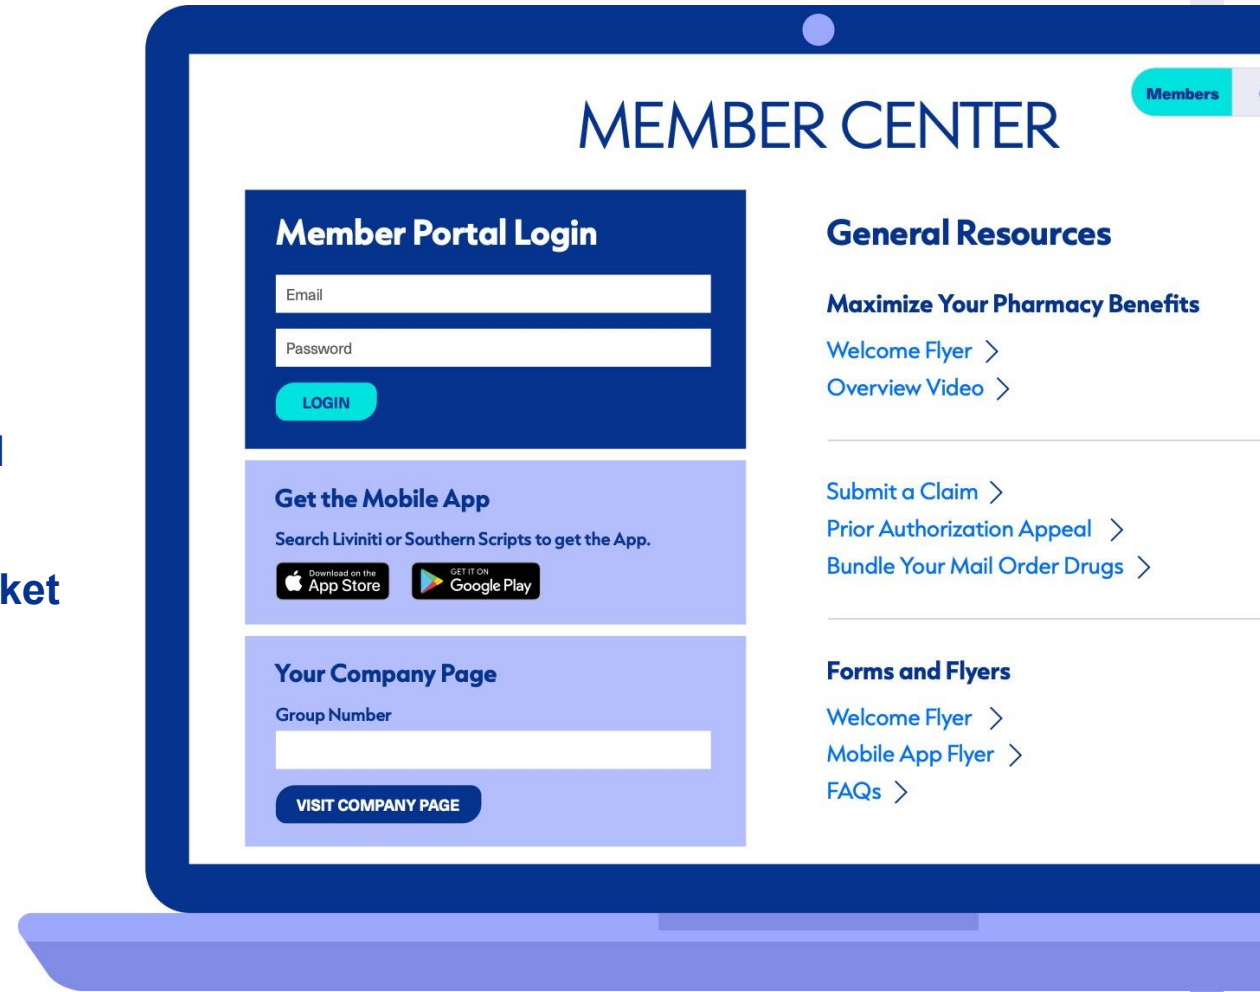 MEMBER CENTER
Members
Member Portal Login
Email
Password
LOGIN
Get the Mobile App
Search Liviniti or Southern Scripts to get the App.
Download on the
App Store
GET IT ON
Google Play
Your Company Page
Group Number
VISIT COMPANY PAGE
General Resources
Maximize Your Pharmacy Benefits
Welcome Flyer
Overview Video
Submit a Claim
Prior Authorization Appeal
Bundle Your Mail Order Drugs
Forms and Flyers
Welcome Flyer
Mobile App Flyer
FAQs
ket